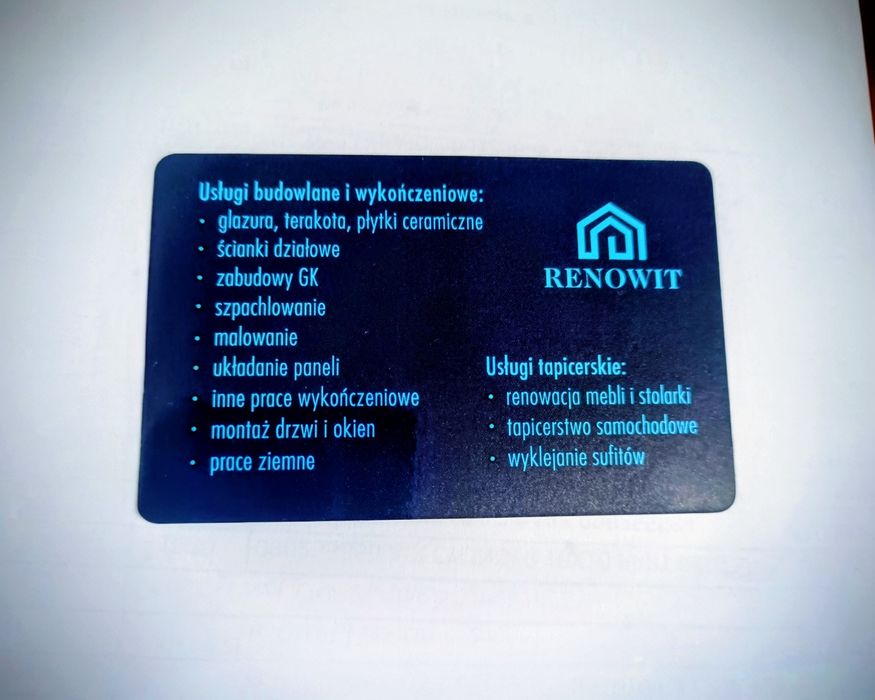 Usługi budowlane i wykończeniowe:
• glazura, terakota, płytki ceramiczne
• ścianki działowe
• zabudowy GK
• szpachlowanie
• malowanie
• układanie paneli
• inne prace wykończeniowe
• montaż drzwi i okien
• prace ziemne
RENOWIT
Usługi tapicerskie:
• renowacja mebli i stolarki
• tapicerstwo samochodowe
• wyklejanie sufitów